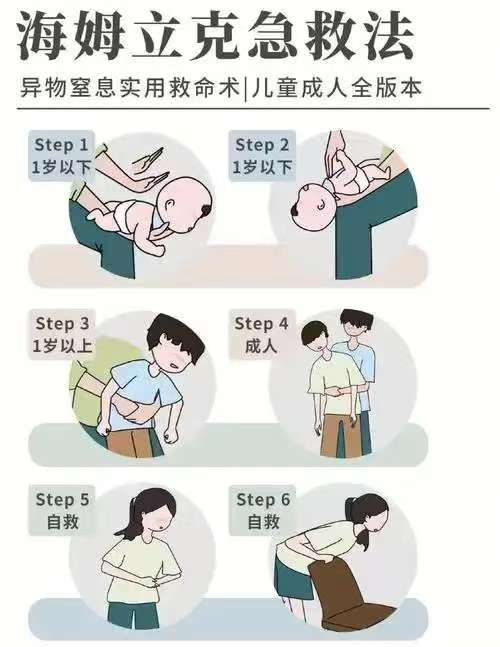 海姆立克急救法
异物窒息实用救命术|儿童成人全版本
Step 1
1岁以下
Step 2
1岁以下
Step 3
1岁以上
Step 4
成人
Step 5
自救
Step 6
自救